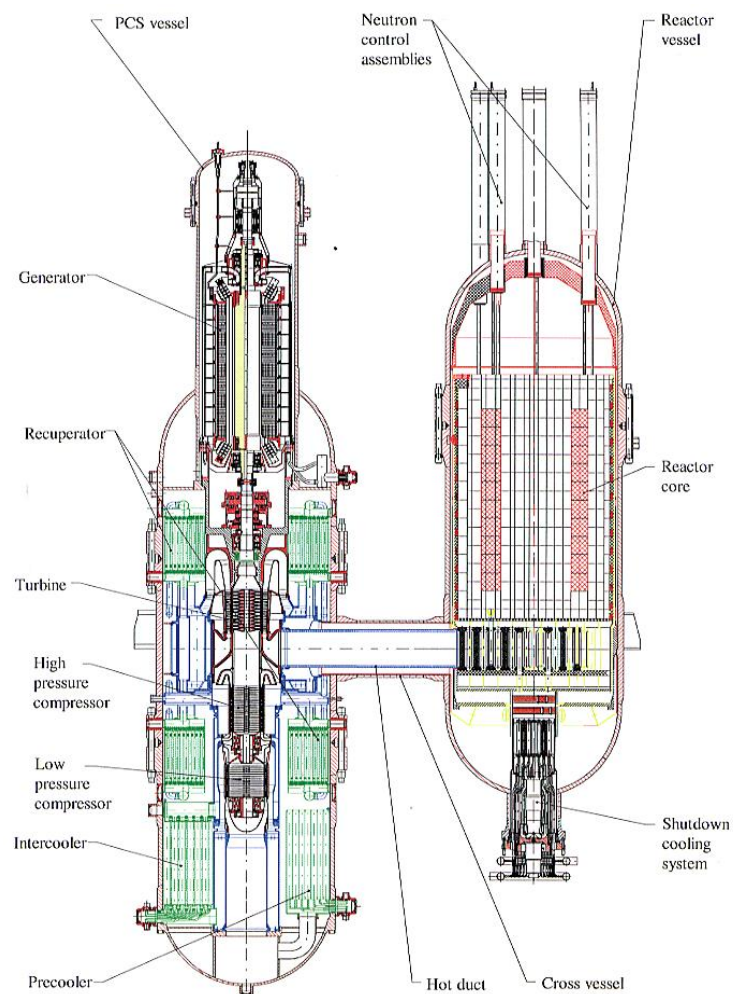 PCS vessel
Neutron
control
assemblies
Reactor
vessel
Generator
Recuperator
Reactor
core
Turbine
High
pressure
compressor
Low
pressure
compressor
Intercooler
Shutdown
cooling
system
Precooler
Hot duct
Cross vessel